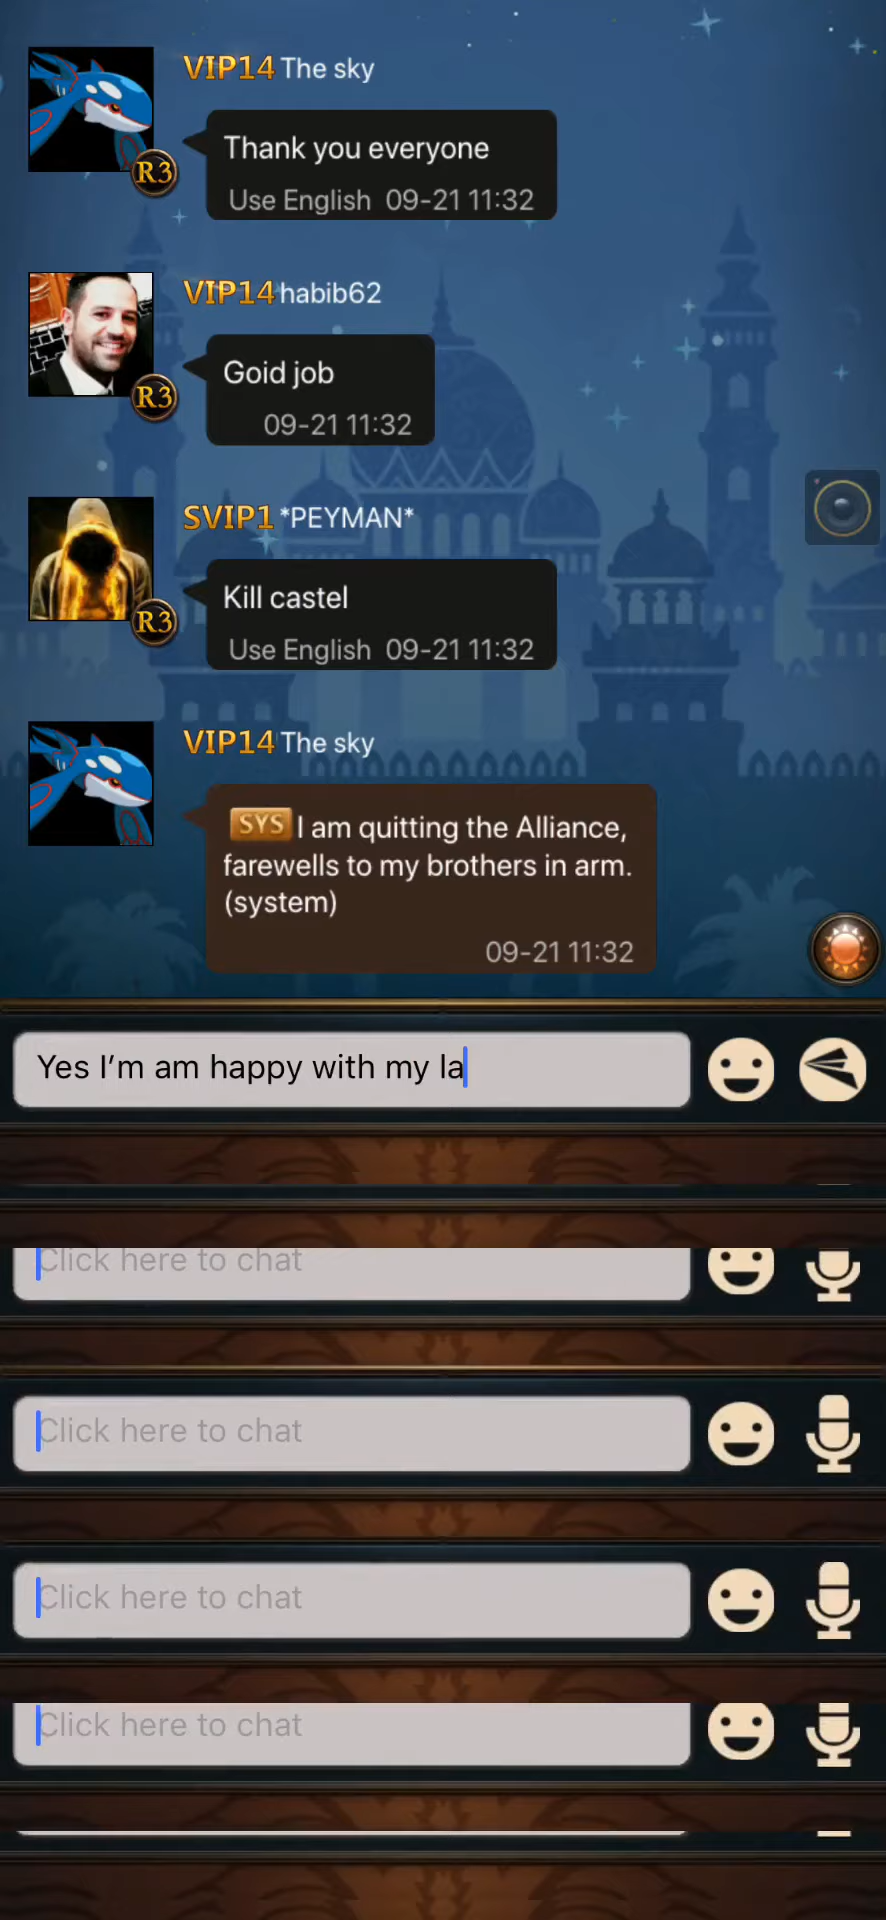 VIP14 The sky
Thank you everyone
Use English 09-21 11:32
VIP14 habib62
R3
Goid job
09-21 11:32
R3
SVIP1 *PEYMAN*
Kill castel
Use English 09-21 11:32
R3
VIP14 The sky
SYS I am quitting the Alliance,
farewells to my brothers in arm.
(system)
09-21 11:32
Yes I’m am happy with my la
Click here to chat
Click here to chat
Click here to chat
Click here to chat